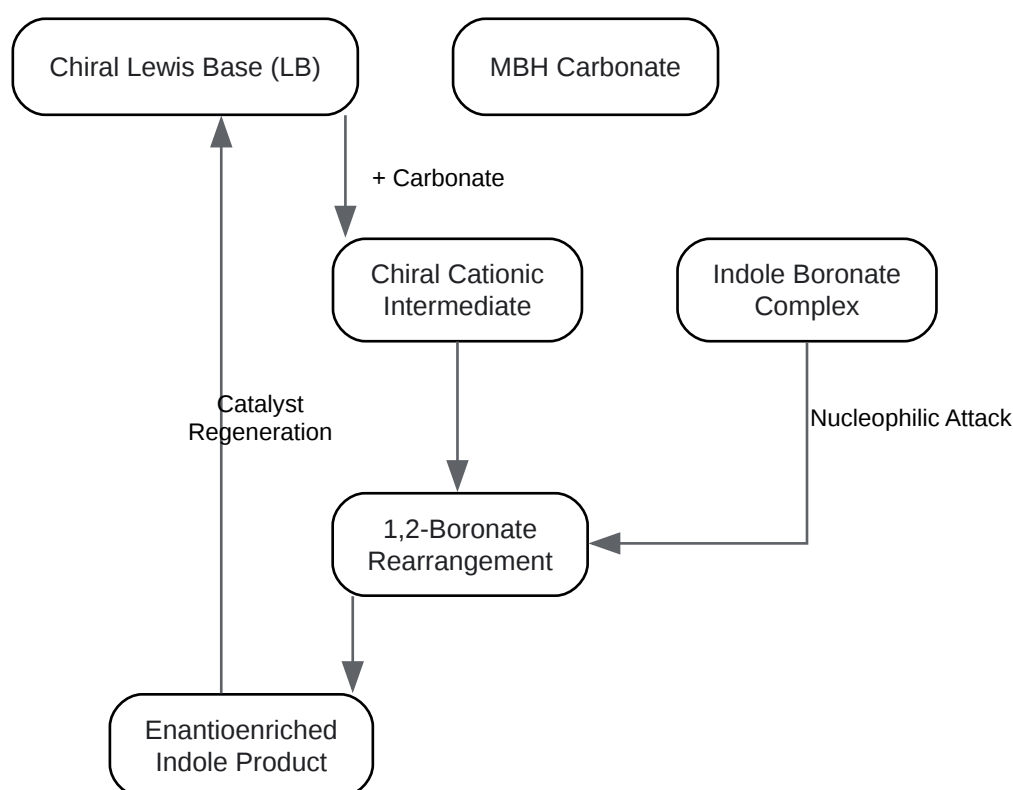 Chiral Lewis Base (LB)
MBH Carbonate
+ Carbonate
Chiral Cationic
Intermediate
Indole Boronate
Complex
Catalyst
Regeneration
Nucleophilic Attack
1,2-Boronate
Rearrangement
Enantioenriched
Indole Product